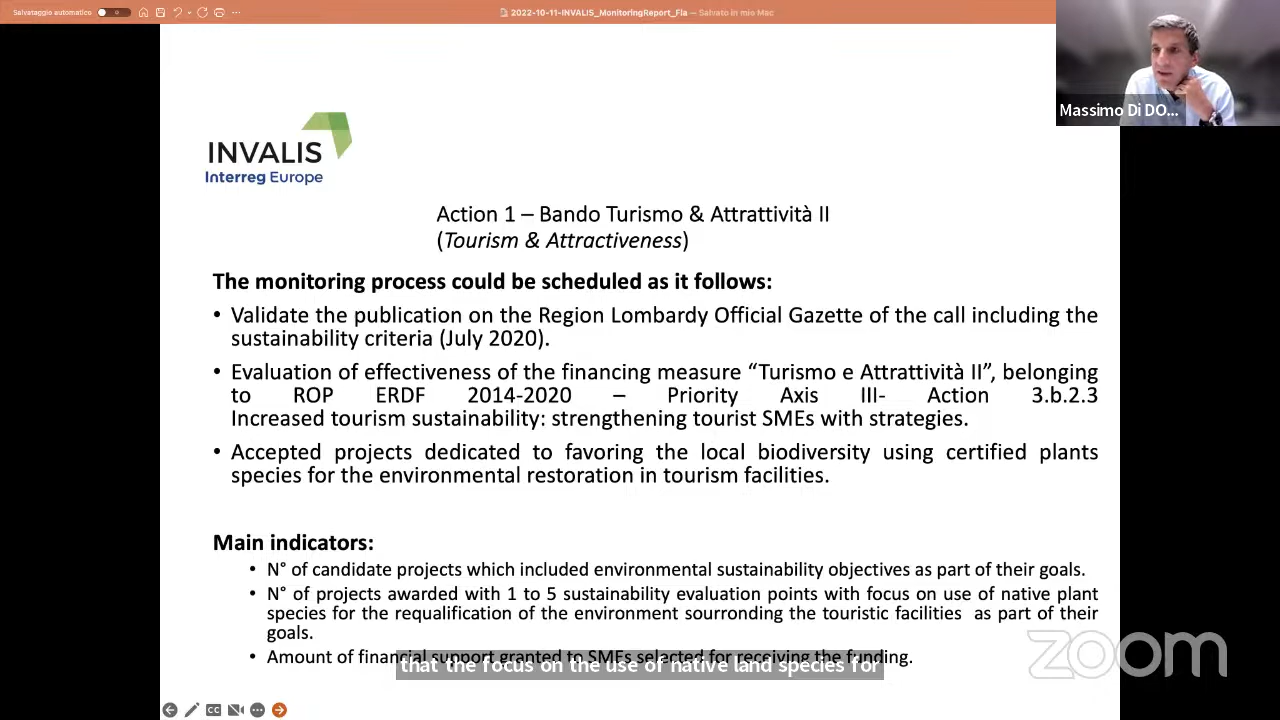 Salvataggio automatico
2022-10-11-INVALIS_MonitoringReport_Fla — Salvato in mio Mac
Massimo Di DO...
INVALIS
Interreg Europe
Action 1 – Bando Turismo & Attrattività II
(Tourism & Attractiveness)
The monitoring process could be scheduled as it follows:
• Validate the publication on the Region Lombardy Official Gazette of the call including the
sustainability criteria (July 2020).
• Evaluation of effectiveness of the financing measure “Turismo e Attrattività II”, belonging
to ROP ERDF 2014-2020 – Priority Axis III- Action 3.b.2.3
Increased tourism sustainability: strengthening tourist SMEs with strategies.
• Accepted projects dedicated to favoring the local biodiversity using certified plants
species for the environmental restoration in tourism facilities.
Main indicators:
• N° of candidate projects which included environmental sustainability objectives as part of their goals.
• N° of projects awarded with 1 to 5 sustainability evaluation points with focus on use of native plant
species for the requalification of the environment sourronding the touristic facilities as part of their
goals.
• Amount of financial support granted to SMEs selected for receiving the funding.
that the focus on the use of native land species for
zoom
CC